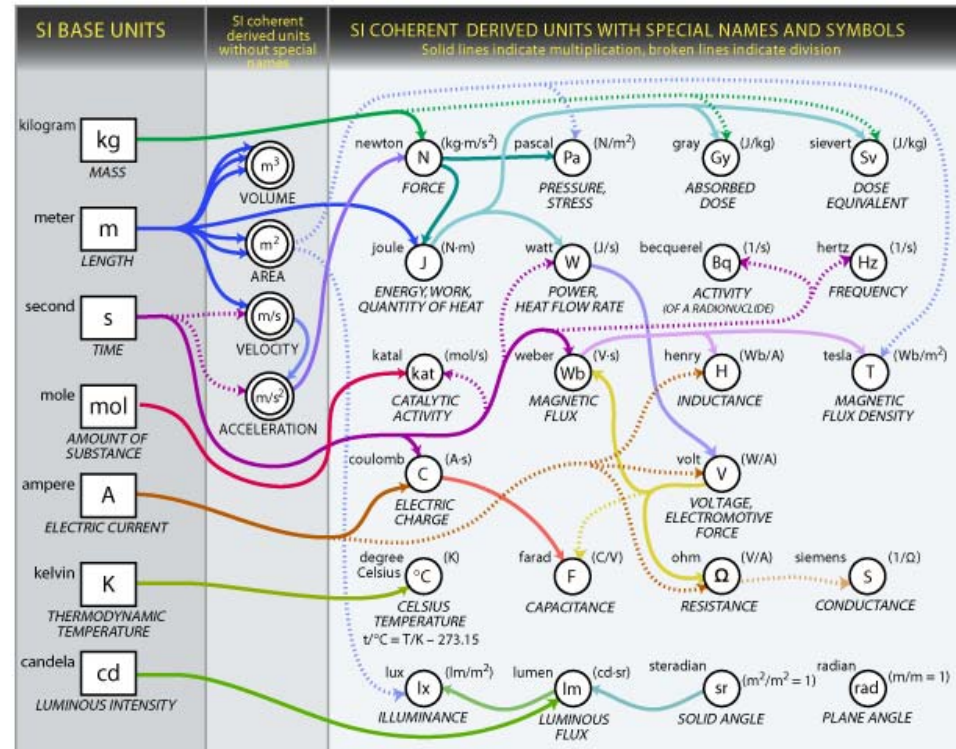 SI BASE UNITS
SI coherent
derived units
without special
names
SI COHERENT DERIVED UNITS WITH SPECIAL NAMES AND SYMBOLS
Solid lines indicate multiplication, broken lines indicate division
kilogram
kg
MASS
meter
m
LENGTH
second
s
TIME
mole
mol
AMOUNT OF
SUBSTANCE
ampere
A
ELECTRIC CURRENT
kelvin
K
THERMODYNAMIC
TEMPERATURE
candela
cd
LUMINOUS INTENSITY
m³
VOLUME
m²
AREA
m/s
VELOCITY
m/s²
ACCELERATION
newton N (kg·m/s²)
FORCE
pascal Pa (N/m²)
PRESSURE,
STRESS
gray Gy (J/kg)
ABSORBED
DOSE
sievert Sv (J/kg)
DOSE
EQUIVALENT
joule J (N·m)
ENERGY, WORK,
QUANTITY OF HEAT
watt W (J/s)
POWER,
HEAT FLOW RATE
becquerel Bq (1/s)
ACTIVITY
(OF A RADIONUCLIDE)
hertz Hz (1/s)
FREQUENCY
katal kat (mol/s)
CATALYTIC
ACTIVITY
weber Wb (V·s)
MAGNETIC
FLUX
henry H (Wb/A)
INDUCTANCE
tesla T (Wb/m²)
MAGNETIC
FLUX DENSITY
coulomb C (A·s)
ELECTRIC
CHARGE
volt V (W/A)
VOLTAGE,
ELECTROMOTIVE
FORCE
degree
Celsius °C (K)
CELSIUS
TEMPERATURE
t/°C = T/K – 273.15
farad F (C/V)
CAPACITANCE
ohm Ω (V/A)
RESISTANCE
siemens S (1/Ω)
CONDUCTANCE
lux lx (lm/m²)
ILLUMINANCE
lumen lm (cd·sr)
LUMINOUS
FLUX
steradian sr (m²/m² = 1)
SOLID ANGLE
radian rad (m/m = 1)
PLANE ANGLE